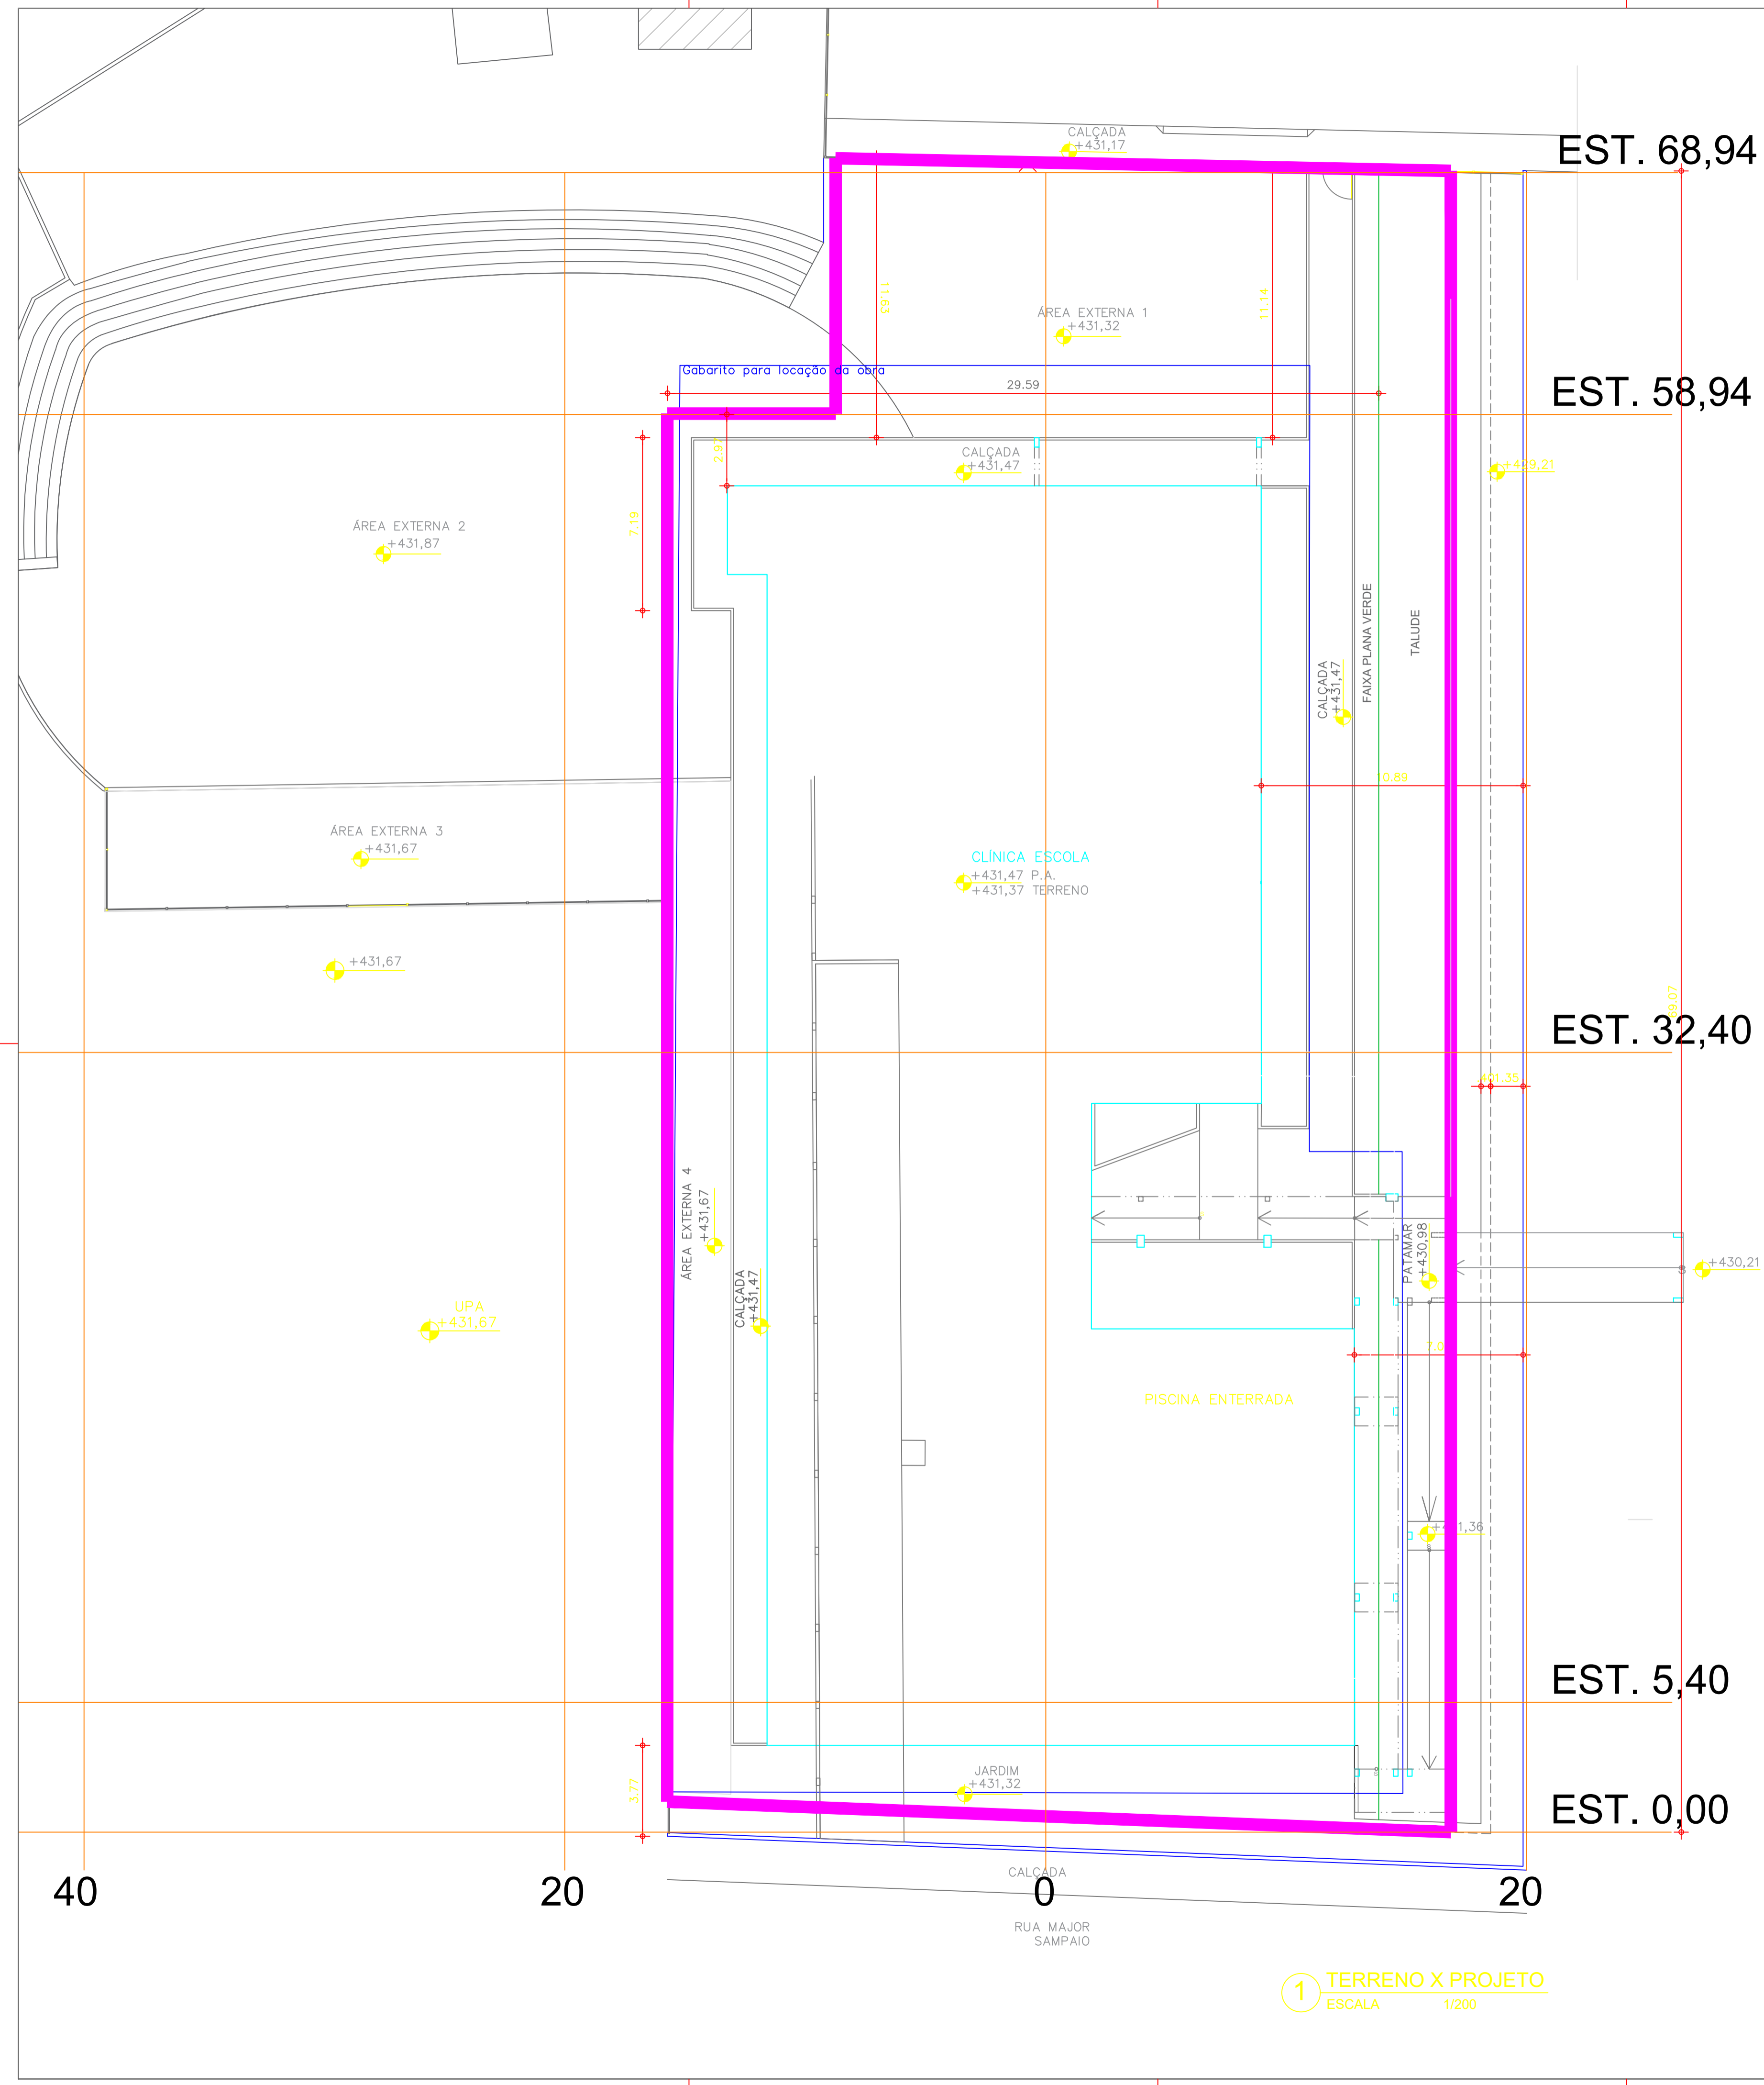 CALÇADA
+431,17
EST. 68,94
11.63
11.14
ÁREA EXTERNA 1
+431,32
Gabarito para locação da obra
29.59
EST. 58,94
CALÇADA
+431,47
ÁREA EXTERNA 2
+431,87
7.19
FAIXA PLANA VERDE
TALUDE
CALÇADA
+431,47
ÁREA EXTERNA 3
+431,67
CLÍNICA ESCOLA
+431,47 P.A.
+431,37 TERRENO
+431,67
69.07
EST. 32,40
ÁREA EXTERNA 4
+431,67
CALÇADA
+431,47
PATAMAR
+430,98
+430,21
UPA
+431,67
PISCINA ENTERRADA
EST. 5,40
3.77
JARDIM
+431,32
EST. 0,00
CALÇADA
40
20
0
20
RUA MAJOR
SAMPAIO
1
TERRENO X PROJETO
ESCALA 1/200